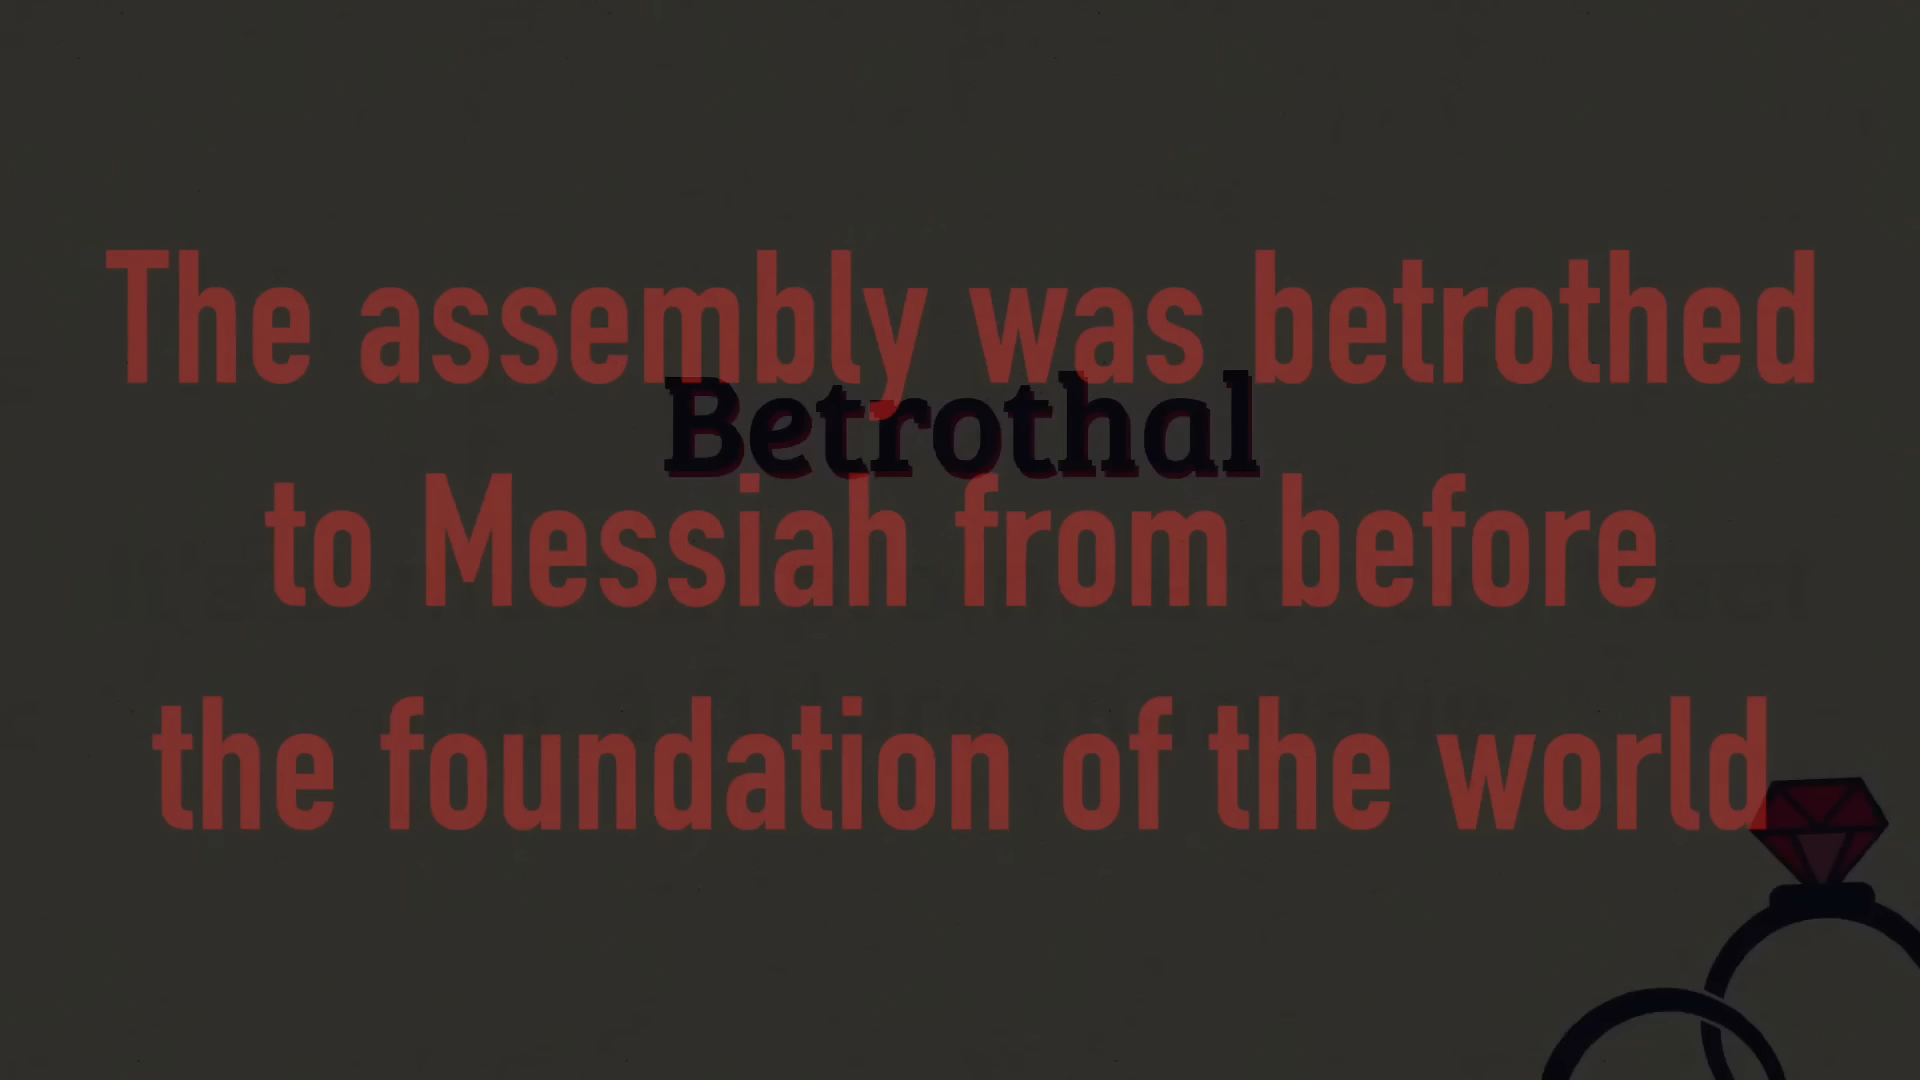 The assembly was betrothed
Betrothal
to Messiah from before
the foundation of the world